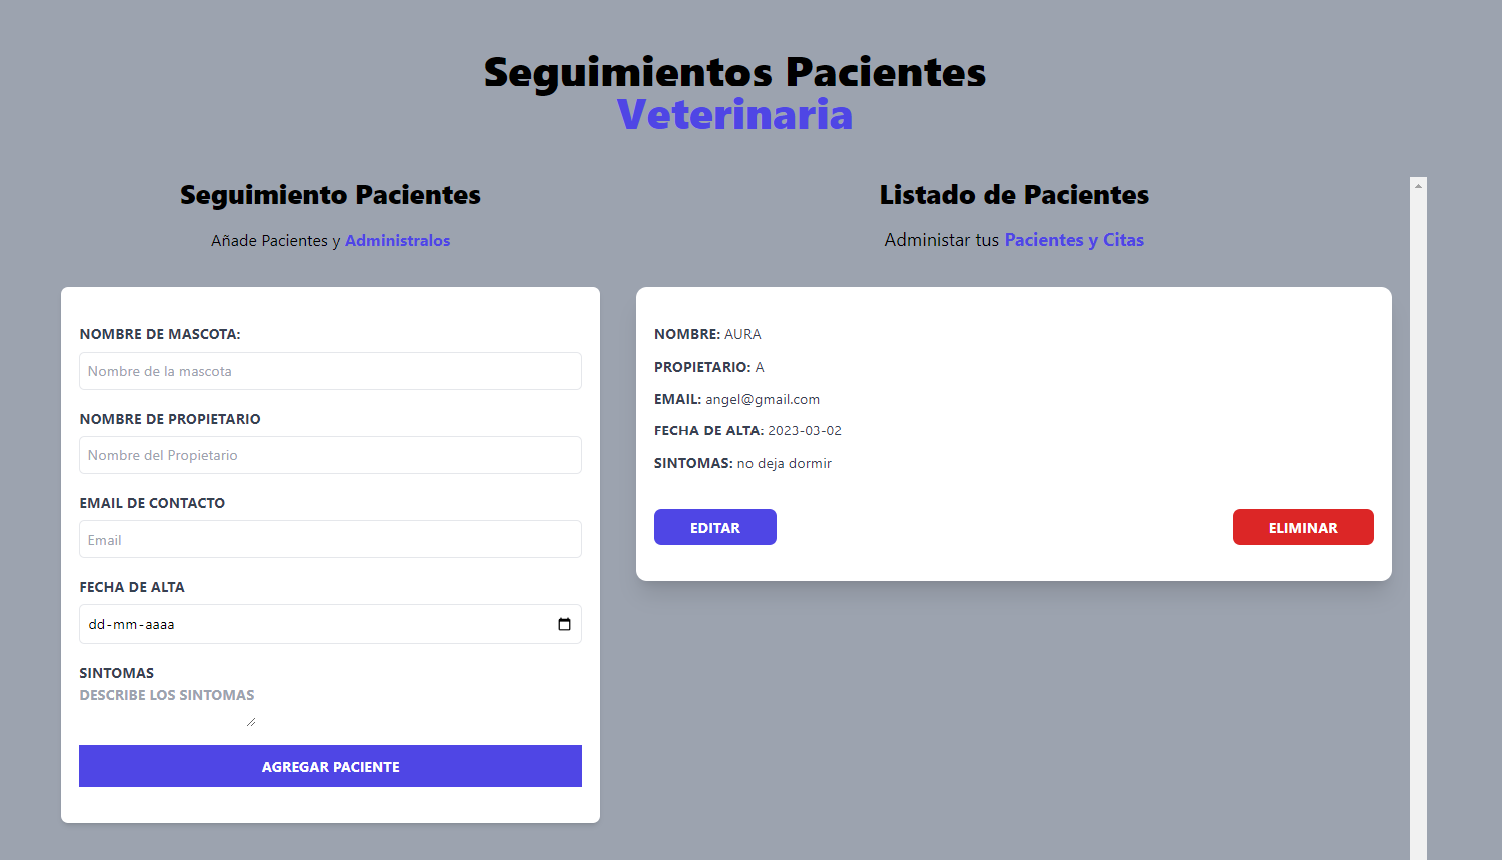 Seguimientos Pacientes
Veterinaria
Seguimiento Pacientes
Añade Pacientes y Administralos
NOMBRE DE MASCOTA:
Nombre de la mascota
NOMBRE DE PROPIETARIO
Nombre del Propietario
EMAIL DE CONTACTO
Email
FECHA DE ALTA
dd-mm-aaaa
SINTOMAS
DESCRIBE LOS SINTOMAS
AGREGAR PACIENTE
Listado de Pacientes
Administar tus Pacientes y Citas
NOMBRE: AURA
PROPIETARIO: A
EMAIL: angel@gmail.com
FECHA DE ALTA: 2023-03-02
SINTOMAS: no deja dormir
EDITAR
ELIMINAR